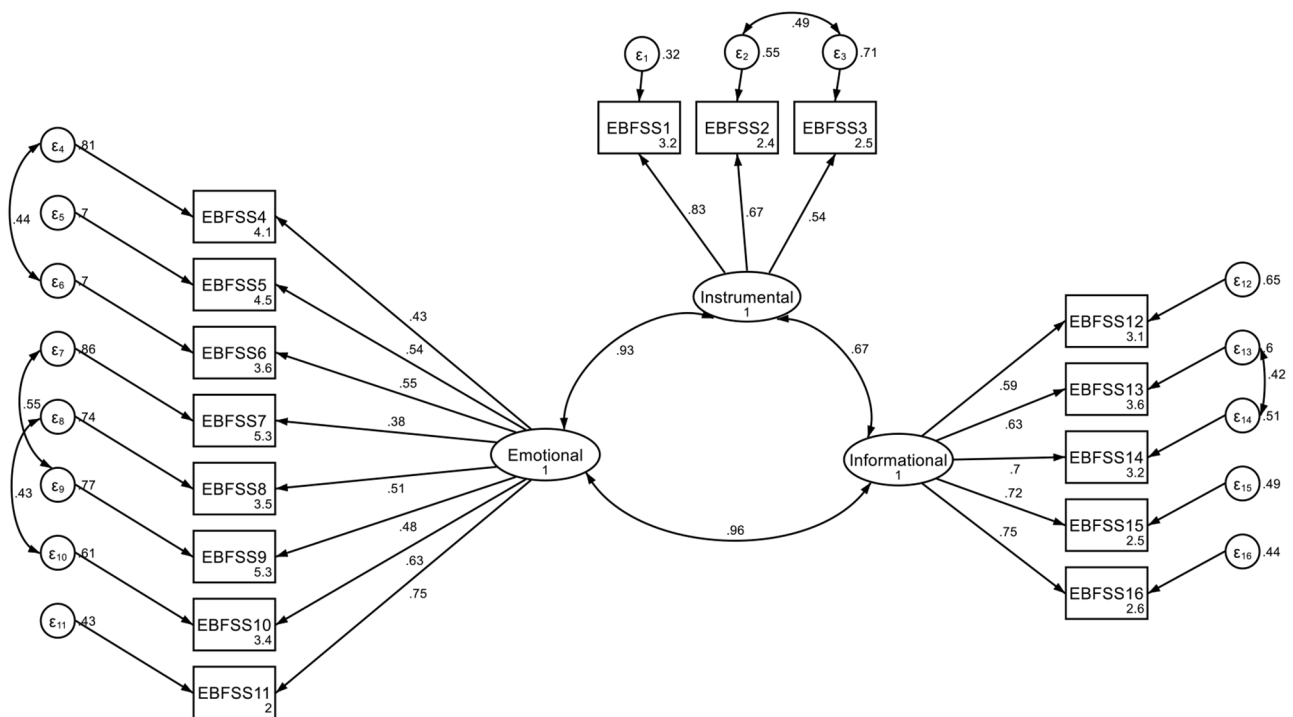 .49
ε1 .32
ε2 .55
ε3 .71
EBFSS1
3.2
EBFSS2
2.4
EBFSS3
2.5
.83
.67
.54
Instrumental
1
ε4 .81
ε5 .7
ε6 .7
.44
ε7 .86
ε8 .74
ε9 .77
.55
ε10 .61
.43
ε11 .43
EBFSS4
4.1
EBFSS5
4.5
EBFSS6
3.6
EBFSS7
5.3
EBFSS8
3.5
EBFSS9
5.3
EBFSS10
3.4
EBFSS11
2
.43
.54
.55
.38
.51
.48
.63
.75
Emotional
1
.93
.67
.96
Informational
1
.59
.63
.7
.72
.75
EBFSS12
3.1
EBFSS13
3.6
EBFSS14
3.2
EBFSS15
2.5
EBFSS16
2.6
ε12 .65
ε13 .6
.42
ε14 .51
ε15 .49
ε16 .44